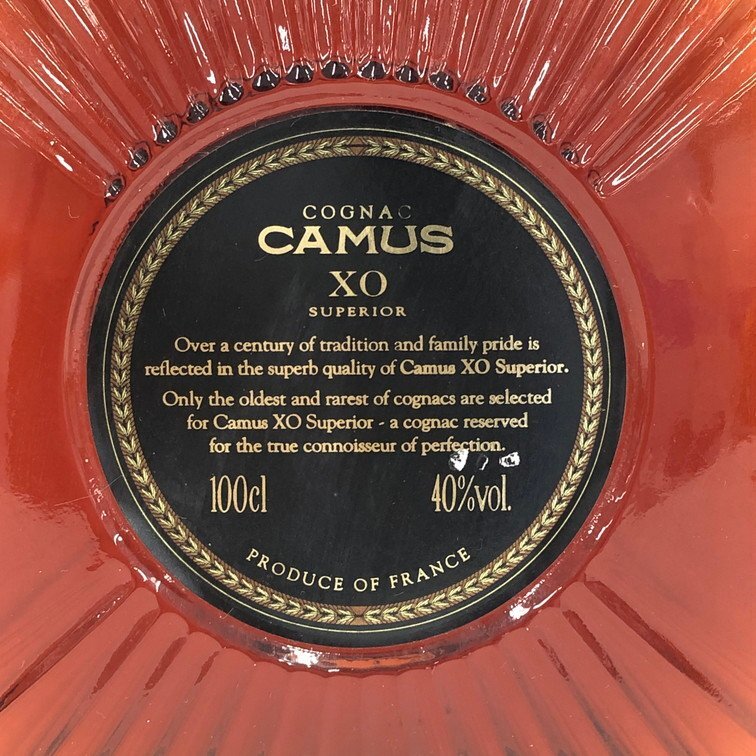 COGNAC
CAMUS
XO
SUPERIOR
Over a century of tradition and family pride is
reflected in the superb quality of Camus XO Superior.
Only the oldest and rarest of cognacs are selected
for Camus XO Superior - a cognac reserved
for the true connoisseur of perfection.
100cl 40%vol.
PRODUCE OF FRANCE